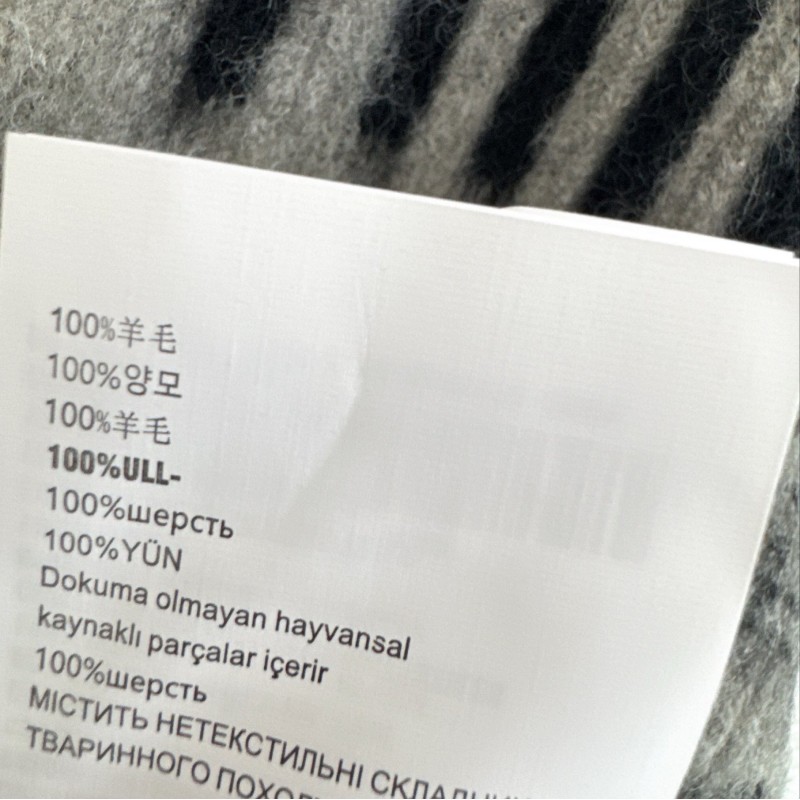 100%羊毛
100%양모
100%羊毛
100%ULL-
100%шерсть
100%YÜN
Dokuma olmayan hayvansal
kaynaklı parçalar içerir
100%шерсть
МІСТИТЬ НЕТЕКСТИЛЬНІ
ТВАРИННОГО